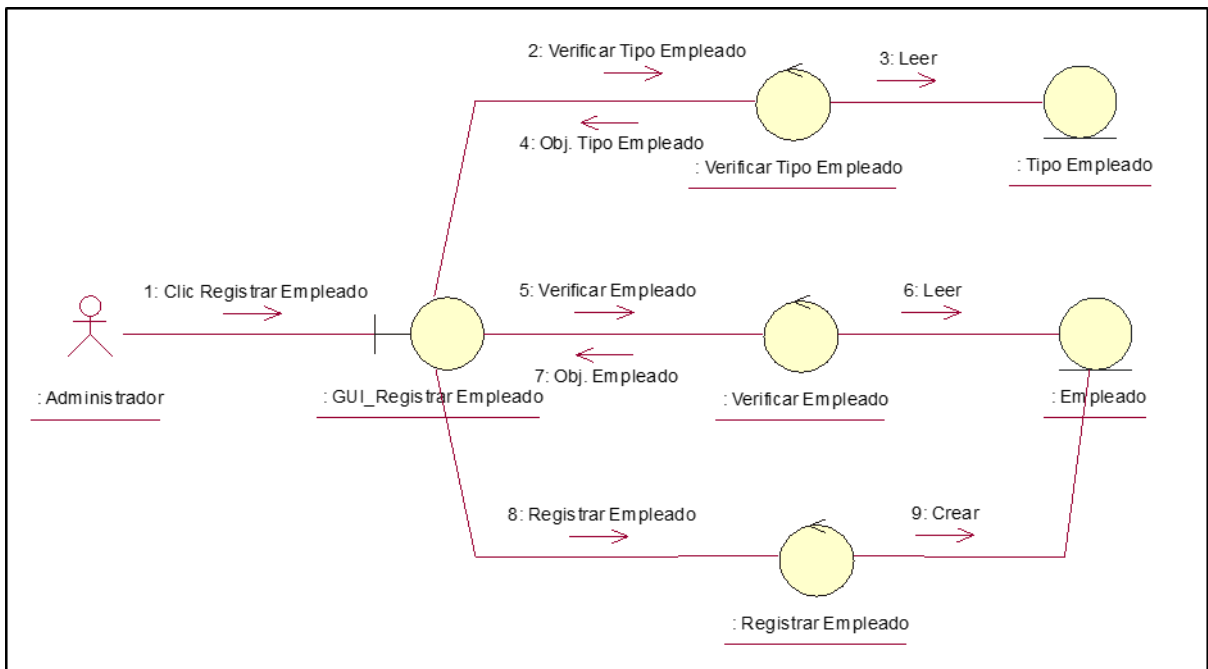 2: Verificar Tipo Empleado
3: Leer
4: Obj. Tipo Empleado
: Verificar Tipo Empleado
: Tipo Empleado
1: Clic Registrar Empleado
5: Verificar Empleado
6: Leer
7: Obj. Empleado
: Administrador
: GUI_Registrar Empleado
: Verificar Empleado
: Empleado
8: Registrar Empleado
9: Crear
: Registrar Empleado